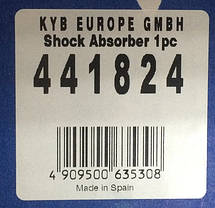 KYB EUROPE GMBH
Shock Absorber 1pc
441824
4 909500 635308
Made in Spain